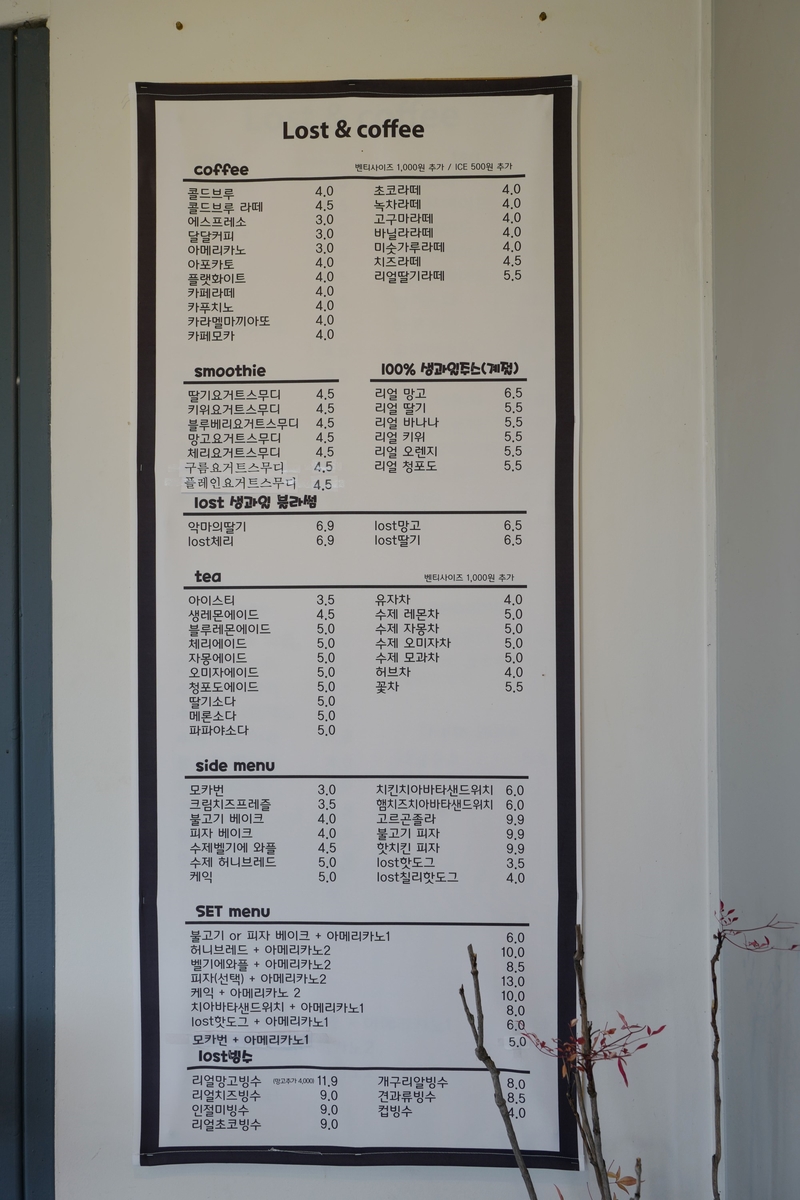 Lost & coffee
coffee
벤티사이즈 1,000원 추가 / ICE 500원 추가
콜드브루 4.0
콜드브루 라떼 4.5
에스프레소 3.0
달달커피 3.0
아메리카노 3.0
아포카토 4.0
플랫화이트 4.0
카페라떼 4.0
카푸치노 4.0
카라멜마끼아또 4.0
카페모카 4.0
초코라떼 4.0
녹차라떼 4.0
고구마라떼 4.0
바닐라라떼 4.0
미숫가루라떼 4.0
치즈라떼 4.5
리얼딸기라떼 5.5
smoothie
딸기요거트스무디 4.5
키위요거트스무디 4.5
블루베리요거트스무디 4.5
망고요거트스무디 4.5
체리요거트스무디 4.5
구름요거트스무디 4.5
플레인요거트스무디 4.5
100% 생과일쥬스(계절)
리얼 망고 6.5
리얼 딸기 5.5
리얼 바나나 5.5
리얼 키위 5.5
리얼 오렌지 5.5
리얼 청포도 5.5
lost 생과일 블라썸
악마의딸기 6.9
lost체리 6.9
lost망고 6.5
lost딸기 6.5
tea
벤티사이즈 1,000원 추가
아이스티 3.5
생레몬에이드 4.5
블루레몬에이드 5.0
체리에이드 5.0
자몽에이드 5.0
오미자에이드 5.0
청포도에이드 5.0
딸기소다 5.0
메론소다 5.0
파파야소다 5.0
유자차 4.0
수제 레몬차 5.0
수제 자몽차 5.0
수제 오미자차 5.0
수제 모과차 5.0
허브차 4.0
꽃차 5.5
side menu
모카번 3.0
크림치즈프레즐 3.5
불고기 베이크 4.0
피자 베이크 4.0
수제벨기에 와플 4.5
수제 허니브레드 5.0
케익 5.0
치킨치아바타샌드위치 6.0
햄치즈치아바타샌드위치 6.0
고르곤졸라 9.9
불고기 피자 9.9
핫치킨 피자 9.9
lost핫도그 3.5
lost칠리핫도그 4.0
SET menu
불고기 or 피자 베이크 + 아메리카노1 6.0
허니브레드 + 아메리카노2 10.0
벨기에와플 + 아메리카노2 8.5
피자(선택) + 아메리카노2 13.0
케익 + 아메리카노 2 10.0
치아바타샌드위치 + 아메리카노1 8.0
lost핫도그 + 아메리카노1 6.0
모카번 + 아메리카노1 5.0
lost빙수
리얼망고빙수 (망고추가 4,000) 11.9
리얼치즈빙수 9.0
인절미빙수 9.0
리얼초코빙수 9.0
개구리알빙수 8.0
견과류빙수 8.5
컵빙수 4.0